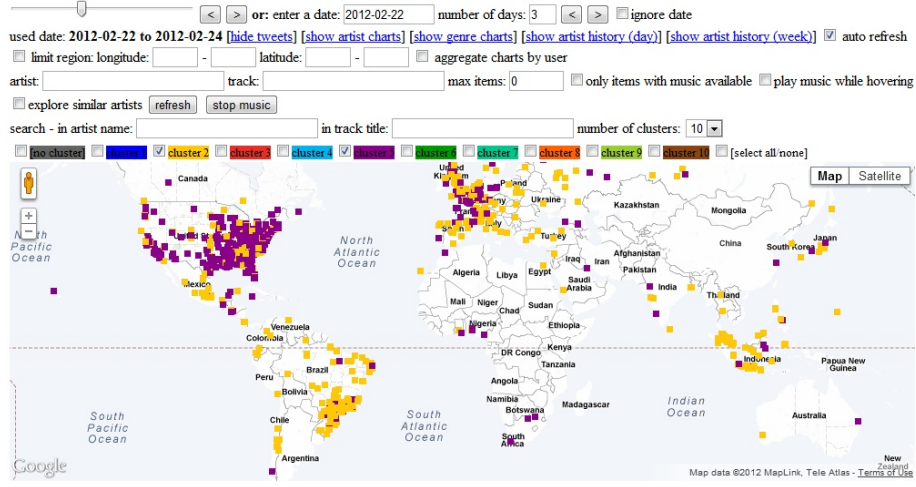 < > or: enter a date: 2012-02-22 number of days: 3 < > ignore date
used date: 2012-02-22 to 2012-02-24 [hide tweets] [show artist charts] [show genre charts] [show artist history (day)] [show artist history (week)] auto refresh
limit region: longitude: - latitude: - aggregate charts by user
artist: track: max items: 0 only items with music available play music while hovering
explore similar artists refresh stop music
search - in artist name: in track title: number of clusters: 10
[no cluster] cluster 1 cluster 2 cluster 3 cluster 4 cluster 5 cluster 6 cluster 7 cluster 8 cluster 9 cluster 10 [select all/none]
Map Satellite
Canada
Poland
Ukraine
Kazakhstan
Mongolia
North
Pacific
Ocean
North
Atlantic
Ocean
Turkey
China
South Korea
Japan
Iraq
Iran
Afghanistan
Pakistan
Mexico
Algeria
Libya
Egypt
Saudi
Arabia
India
Thailand
Mali
Niger
Chad
Sudan
Nigeria
Ethiopia
Venezuela
Colombia
DR Congo
Kenya
Tanzania
Indonesia
Papua New
Guinea
Peru
Brazil
Bolivia
Angola
Namibia
Botswana
Madagascar
Indian
Ocean
Australia
South
Pacific
Ocean
Chile
South
Atlantic
Ocean
South
Africa
Argentina
New
Zealand
Google
Map data ©2012 MapLink, Tele Atlas - Terms of Use